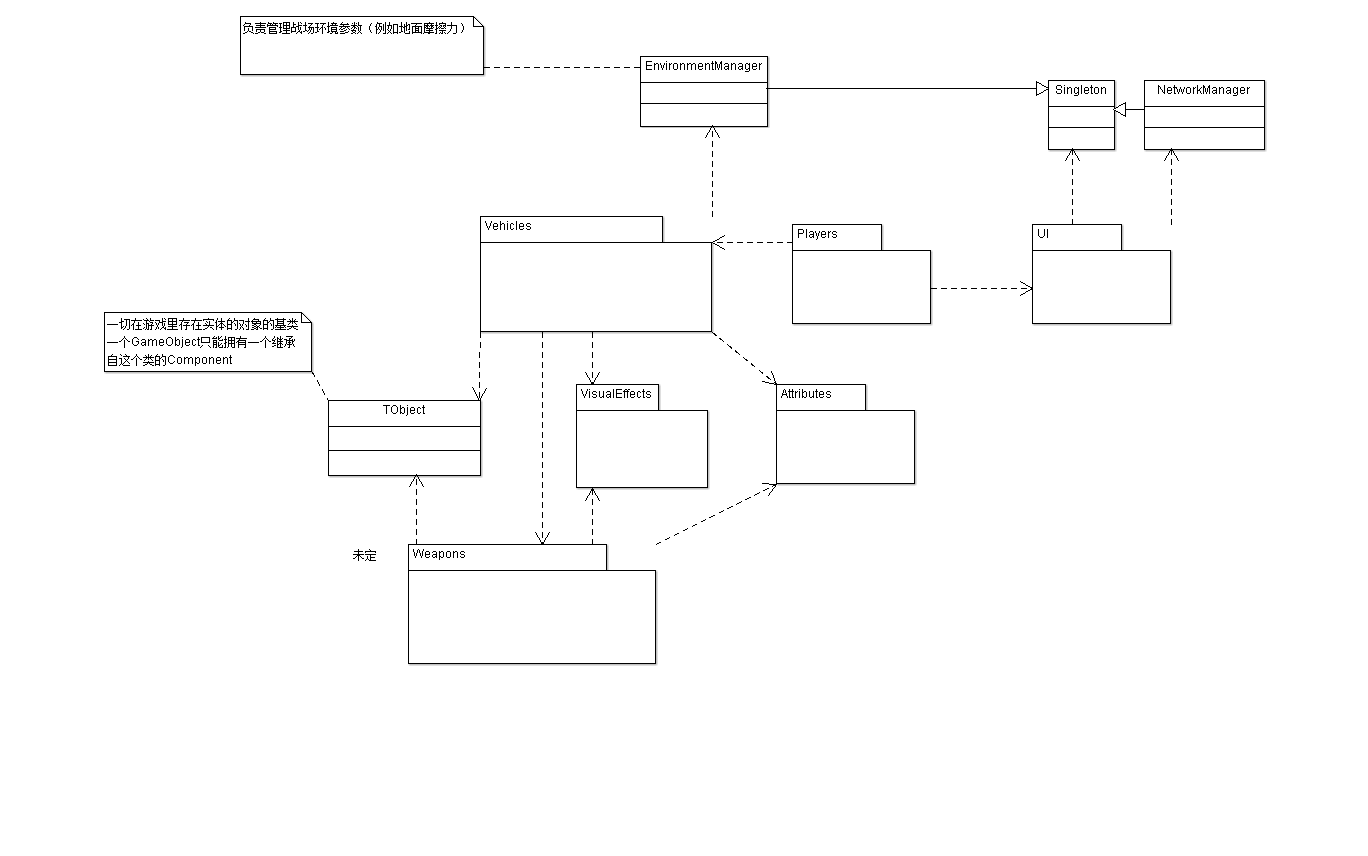 负责管理战场环境参数（例如地面摩擦力）
EnvironmentManager
Singleton
NetworkManager
Vehicles
Players
UI
一切在游戏里存在实体的对象的基类
一个GameObject只能拥有一个继承
自这个类的Component
TObject
VisualEffects
Attributes
未定
Weapons